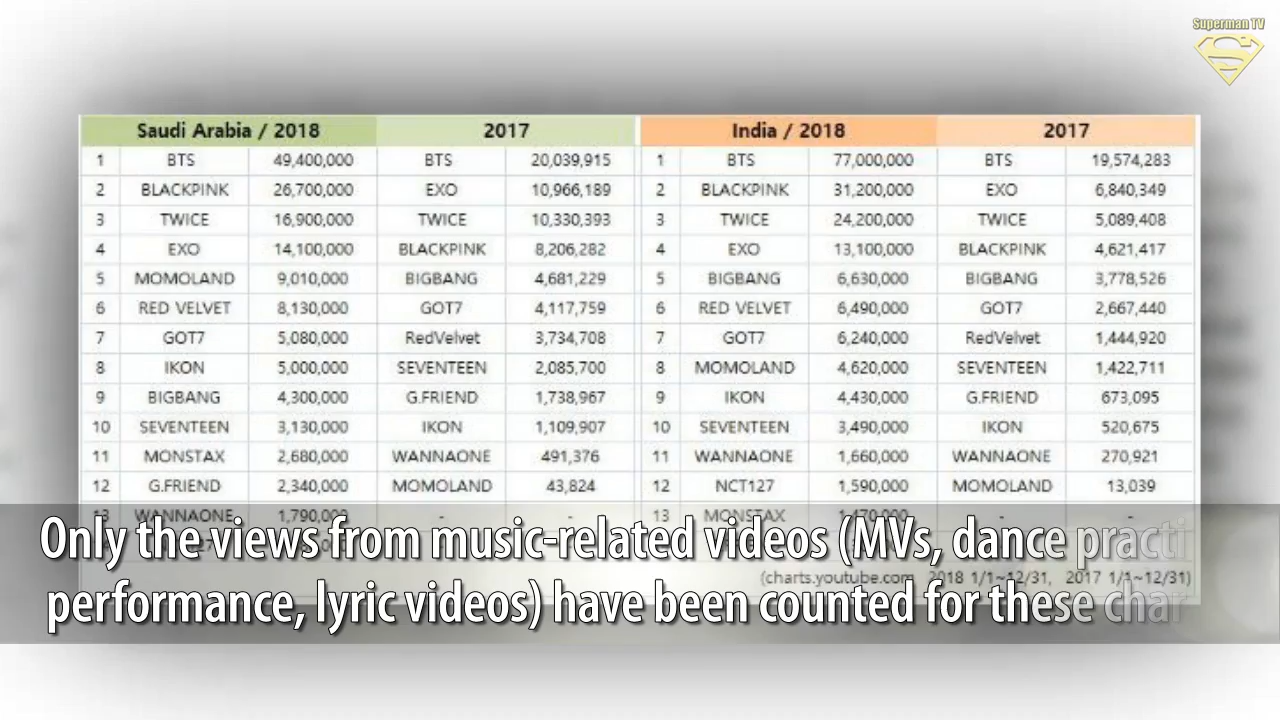 Superman TV
Saudi Arabia / 2018 2017 India / 2018 2017
1 BTS 49,400,000 BTS 20,039,915 1 BTS 77,000,000 BTS 19,574,283
2 BLACKPINK 26,700,000 EXO 10,966,189 2 BLACKPINK 31,200,000 EXO 6,840,349
3 TWICE 16,900,000 TWICE 10,330,393 3 TWICE 24,200,000 TWICE 5,089,408
4 EXO 14,100,000 BLACKPINK 8,206,282 4 EXO 13,100,000 BLACKPINK 4,621,417
5 MOMOLAND 9,010,000 BIGBANG 4,681,229 5 BIGBANG 6,630,000 BIGBANG 3,778,526
6 RED VELVET 8,130,000 GOT7 4,117,759 6 RED VELVET 6,490,000 GOT7 2,667,440
7 GOT7 5,080,000 RedVelvet 3,734,708 7 GOT7 6,240,000 RedVelvet 1,444,920
8 IKON 5,000,000 SEVENTEEN 2,085,700 8 MOMOLAND 4,620,000 SEVENTEEN 1,422,711
9 BIGBANG 4,300,000 G.FRIEND 1,738,967 9 IKON 4,430,000 G.FRIEND 673,095
10 SEVENTEEN 3,130,000 IKON 1,109,907 10 SEVENTEEN 3,490,000 IKON 520,675
11 MONSTAX 2,680,000 WANNAONE 491,376 11 WANNAONE 1,660,000 WANNAONE 270,921
12 G.FRIEND 2,340,000 MOMOLAND 43,824 12 NCT127 1,590,000 MOMOLAND 13,039
13 WANNAONE 1,790,000 - - 13 MONSTAX 1,470,000 - -
Only the views from music-related videos (MVs, dance practi
(charts.youtube.com 2018 1/1~12/31, 2017 1/1~12/31)
performance, lyric videos) have been counted for these char